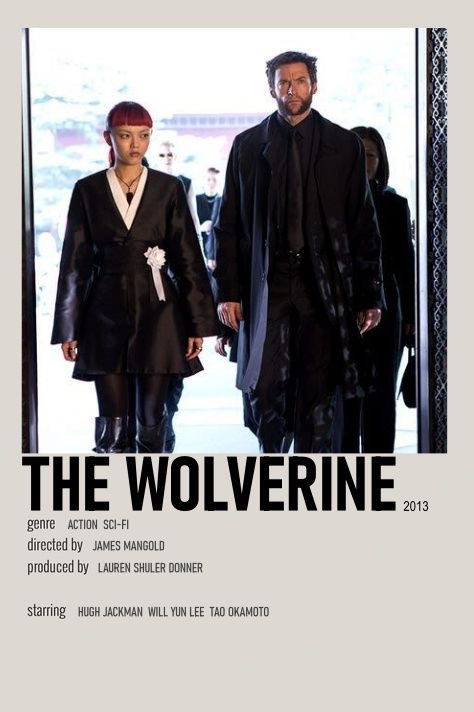 THE WOLVERINE 2013
genre ACTION SCI-FI
directed by JAMES MANGOLD
produced by LAUREN SHULER DONNER
starring HUGH JACKMAN WILL YUN LEE TAO OKAMOTO